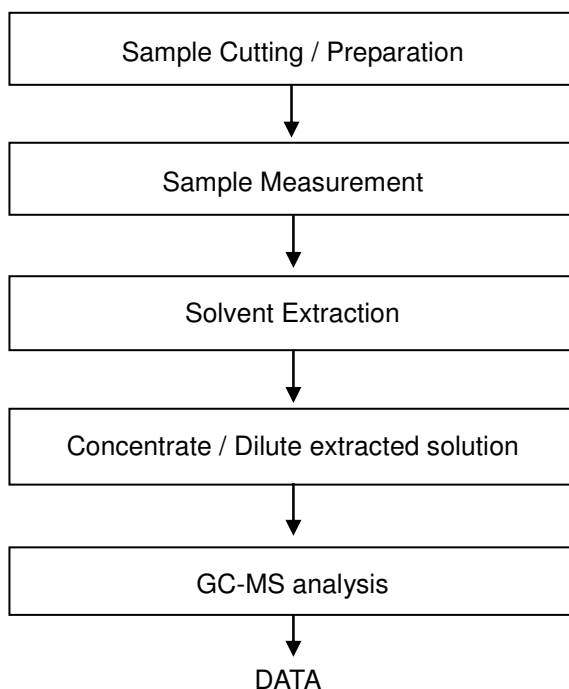 Sample Cutting / Preparation
Sample Measurement
Solvent Extraction
Concentrate / Dilute extracted solution
GC-MS analysis
DATA